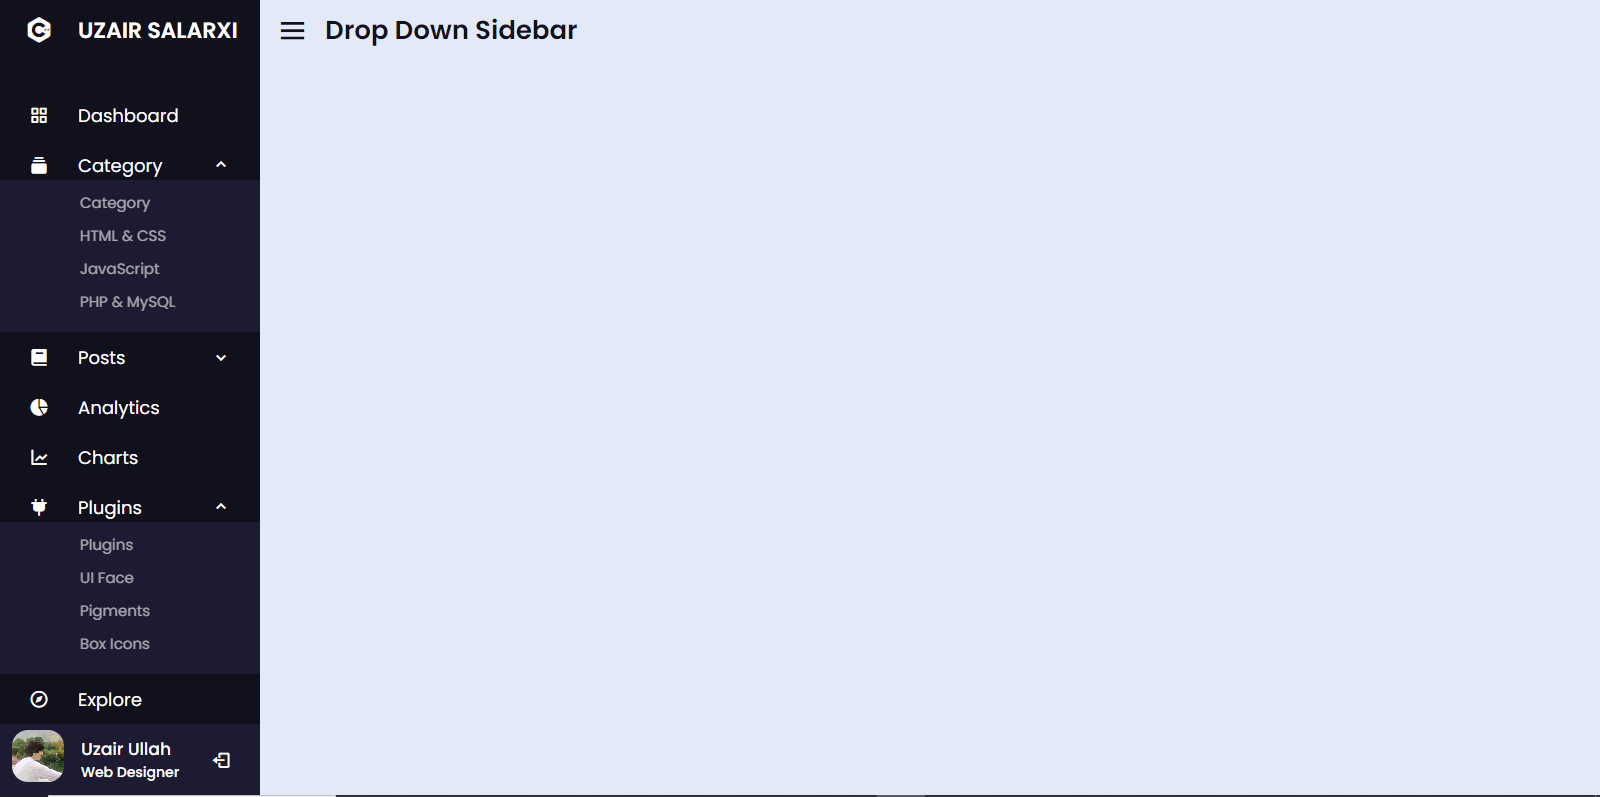 UZAIR SALARXI
Drop Down Sidebar
Dashboard
Category
Category
HTML & CSS
JavaScript
PHP & MySQL
Posts
Analytics
Charts
Plugins
Plugins
UI Face
Pigments
Box Icons
Explore
Uzair Ullah
Web Designer